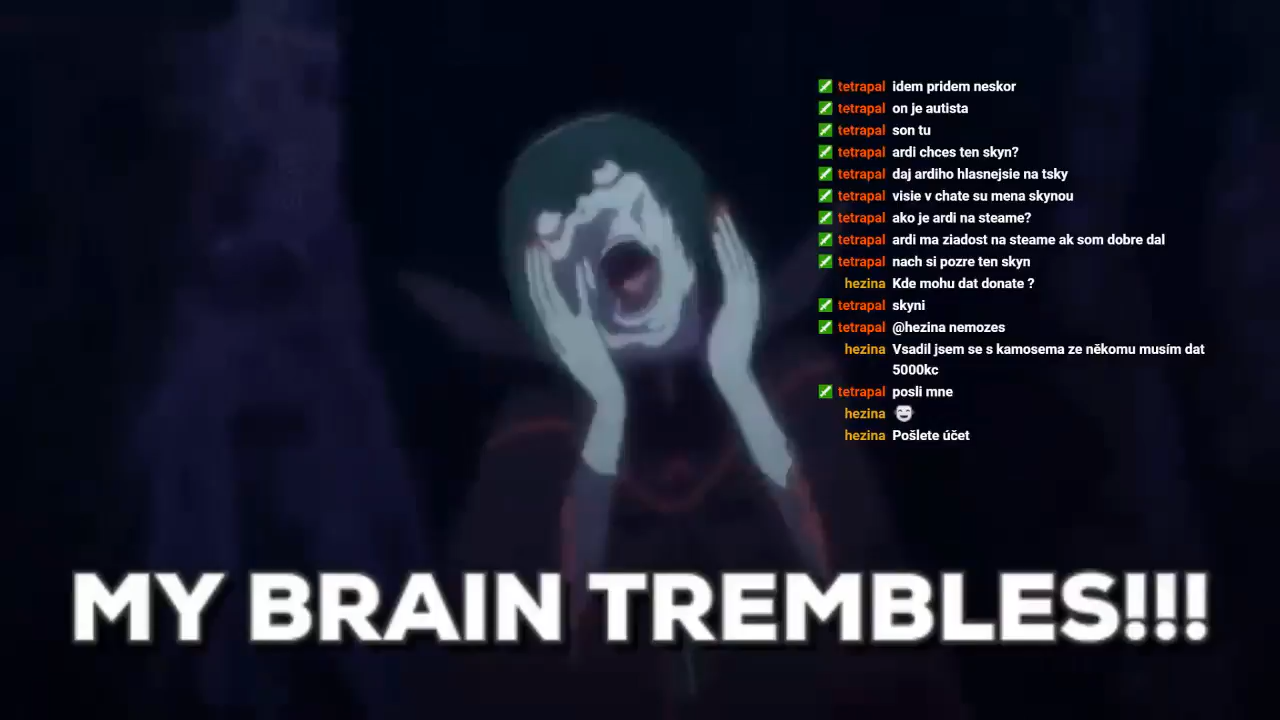 tetrapal idem pridem neskor
tetrapal on je autista
tetrapal son tu
tetrapal ardi chces ten skyn?
tetrapal daj ardiho hlasnejsie na tsky
tetrapal visie v chate su mena skynou
tetrapal ako je ardi na steame?
tetrapal ardi ma ziadost na steame ak som dobre dal
tetrapal nach si pozre ten skyn
hezina Kde mohu dat donate ?
tetrapal skyni
tetrapal @hezina nemozes
hezina Vsadil jsem se s kamosema ze někomu musím dat
5000kc
tetrapal posli mne
hezina
hezina Pošlete účet
MY BRAIN TREMBLES!!!